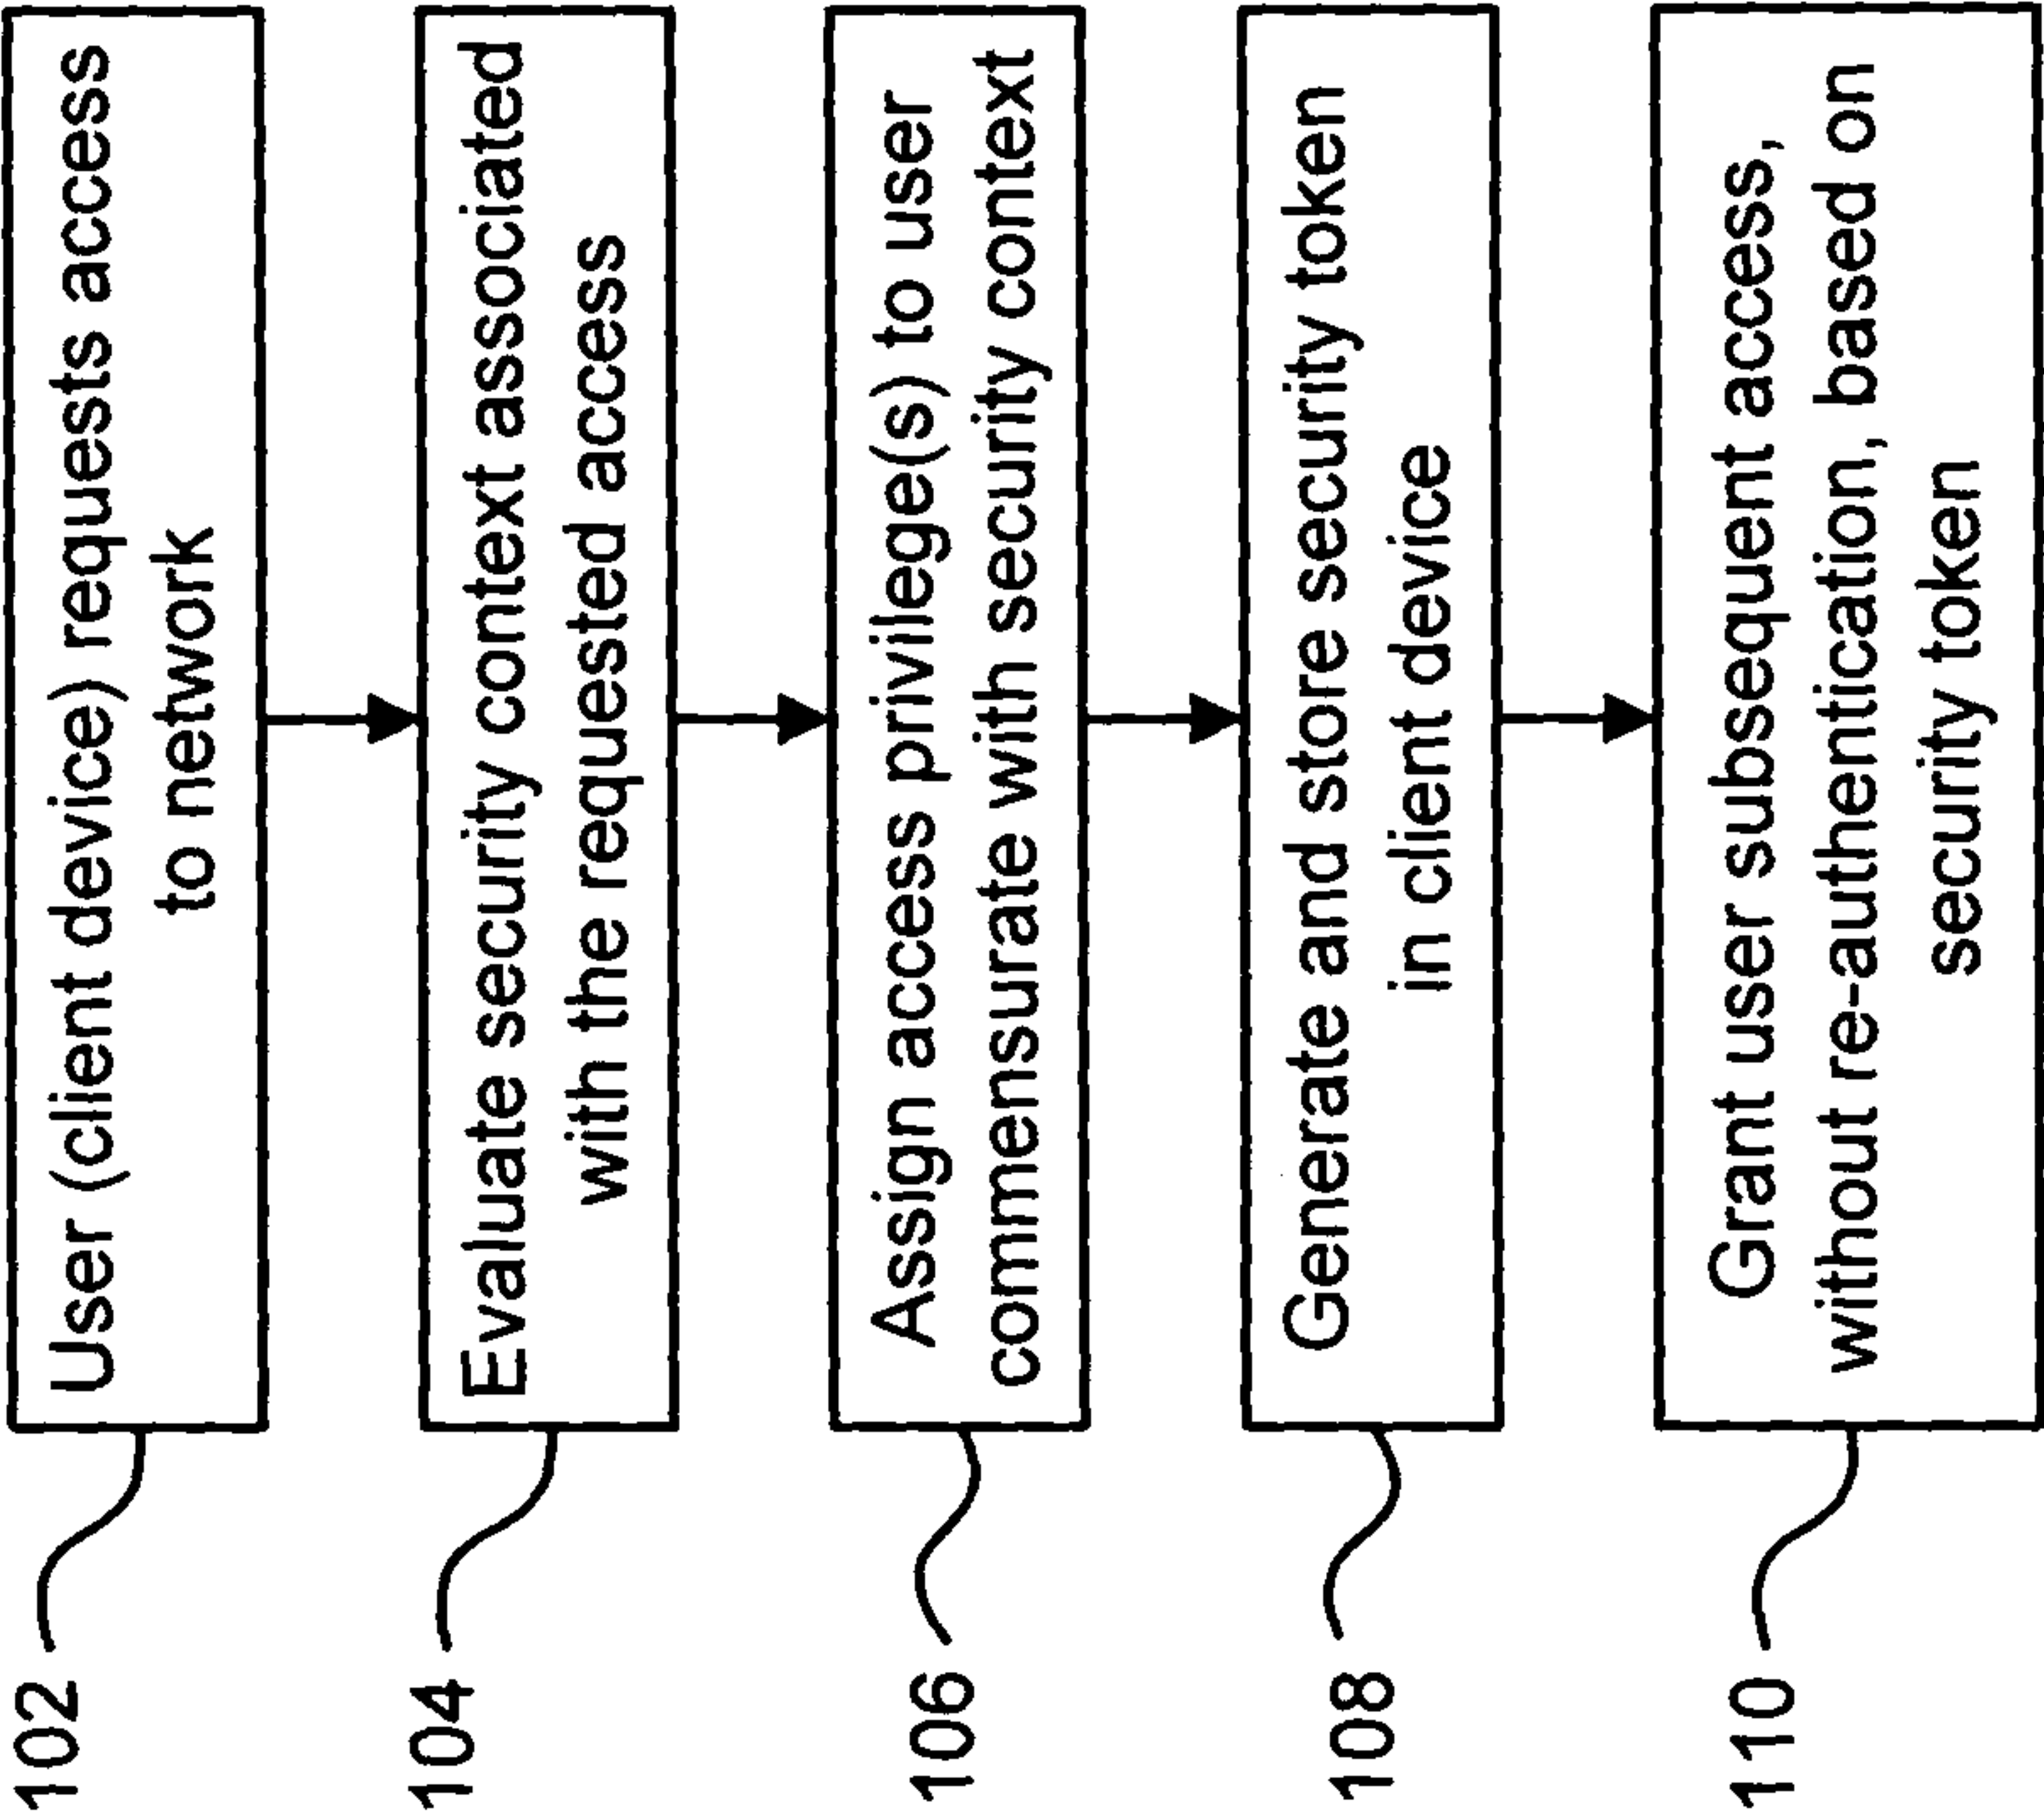 102
User (client device) requests access
to network
104
Evaluate security context associated
with the requested access
106
Assign access privilege(s) to user
commensurate with security context
108
Generate and store security token
in client device
110
Grant user subsequent access,
without re-authentication, based on
security token